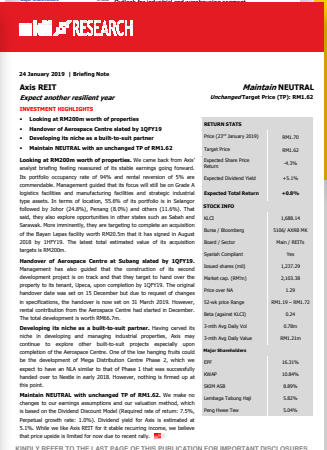 RESEARCH
24 January 2019 | Briefing Note
Axis REIT
Maintain NEUTRAL
Expect another resilient year
Unchanged Target Price (TP): RM1.62
INVESTMENT HIGHLIGHTS
• Looking at RM200m worth of properties
• Handover of Aerospace Centre slated by 1QFY19
• Developing its niche as a built-to-suit partner
• Maintain NEUTRAL with an unchanged TP of RM1.62
Looking at RM200m worth of properties. We came back from Axis'
analyst briefing feeling reassured of its stable earnings going forward.
Its portfolio occupancy rate of 94% and rental reversion of 5% are
commendable. Management guided that its focus will still be on Grade A
logistics facilities and manufacturing facilities and strategic industrial
type assets. In terms of location, 55.6% of its portfolio is in Selangor
followed by Johor (24.8%), Penang (8.0%) and others (11.6%). That
said, they also explore opportunities in other states such as Sabah and
Sarawak. More imminently, they are targeting to complete an acquisition
of the Bayan Lepas facility worth RM20.5m that it has signed in August
2018 by 1HFY19. The latest total estimated value of its acquisition
targets is RM200m.
Handover of Aerospace Centre at Subang slated by 1QFY19.
Management has also guided that the construction of its second
development project is on track and that they target to hand over the
property to its tenant, Upeca, upon completion by 1QFY19. The original
handover date was set on 15 December but due to request of changes
in specifications, the handover is now set on 31 March 2019. However,
rental contribution from the Aerospace Centre had started in December.
The total development is worth RM66.7m.
Developing its niche as a built-to-suit partner. Having carved its
niche in developing and managing industrial properties, Axis may
continue to explore other built-to-suit projects especially upon
completion of the Aerospace Centre. One of the low hanging fruits could
be the development of Mega Distribution Centre Phase 2, which we
expect to have an NLA similar to that of Phase 1 that was successfully
handed over to Nestle in early 2018. However, nothing is firmed up at
this point.
Maintain NEUTRAL with unchanged TP of RM1.62. We make no
changes to our earnings assumptions and our valuation method, which
is based on the Dividend Discount Model (Required rate of return: 7.5%,
Perpetual growth rate: 1.0%). Dividend yield for Axis is estimated at
5.1%. While we like Axis REIT for it stable recurring income, we believe
that price upside is limited for now due to recent rally.
RETURN STATS
Price (23rd January 2019) RM1.70
Target Price RM1.62
Expected Share Price Return -4.3%
Expected Dividend Yield +5.1%
Expected Total Return +0.8%
STOCK INFO
KLCI 1,688.14
Bursa / Bloomberg 5106/ AXRB MK
Board / Sector Main / REITs
Syariah Compliant Yes
Issued shares (mil) 1,237.29
Market cap. (RM'm) 2,103.38
Price over NA 1.29
52-wk price Range RM1.19 – RM1.72
Beta (against KLCI) 0.24
3-mth Avg Daily Vol 0.78m
3-mth Avg Daily Value RM1.21m
Major Shareholders
EPF 16.31%
KWAP 10.84%
SKIM ASB 8.89%
Lembaga Tabung Haji 5.82%
Peng Hwee Tew 5.04%
KINDLY REFER TO THE LAST PAGE OF THIS PUBLICATION FOR IMPORTANT DISCLOSURES